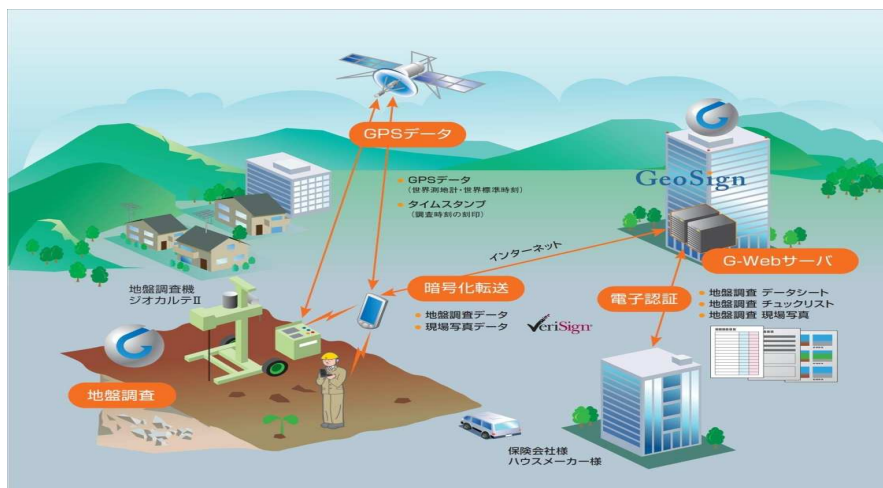 GPSデータ
GPSデータ
(世界測地計・世界標準時刻)
タイムスタンプ
(調査時刻の刻印)
GeoSign
インターネット
G-Webサーバ
地盤調査 データシート
地盤調査 チュックリスト
地盤調査 現場写真
電子認証
暗号化転送
地盤調査データ
現場写真データ
VeriSign
地盤調査機
ジオカルテII
地盤調査
保険会社様
ハウスメーカー様